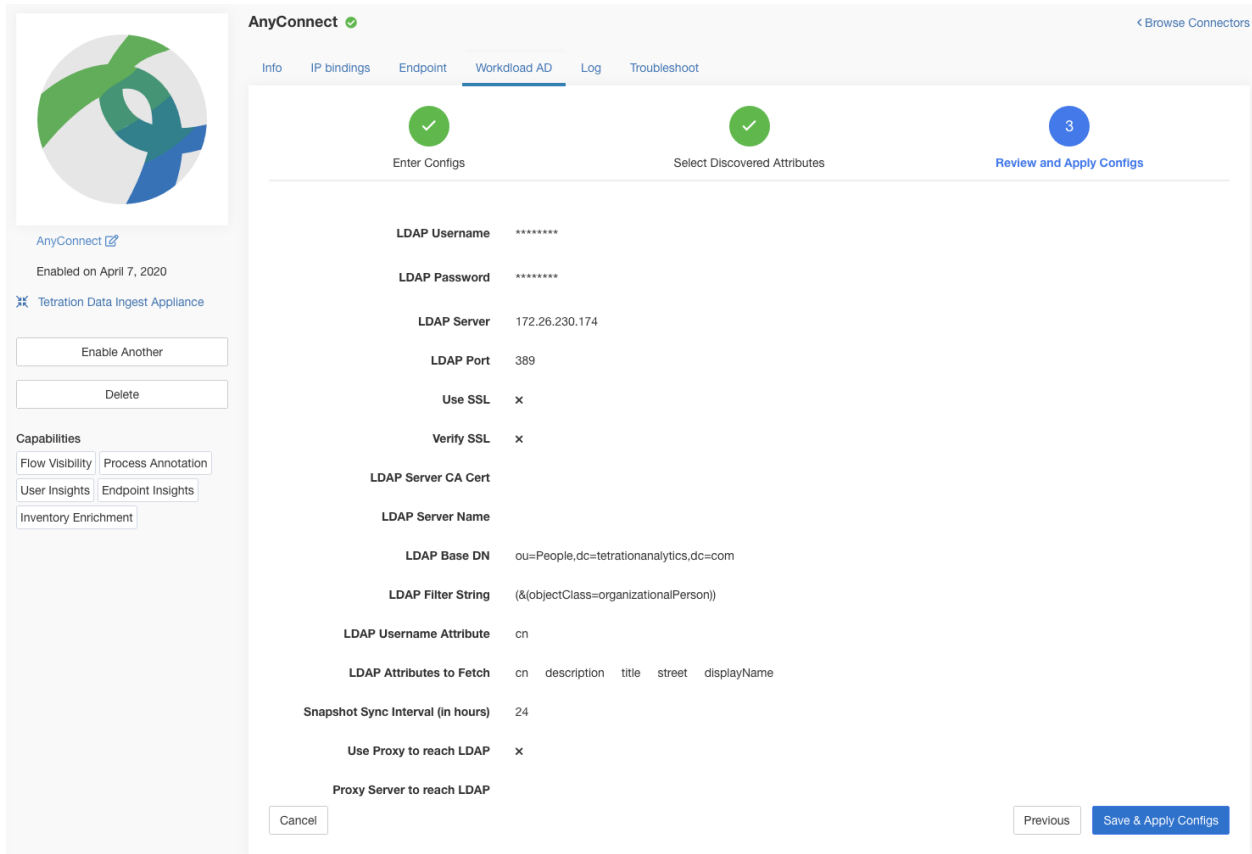 AnyConnect
Browse Connectors
Info IP bindings Endpoint Workdload AD Log Troubleshoot
3
Enter Configs Select Discovered Attributes Review and Apply Configs
AnyConnect
Enabled on April 7, 2020
Tetration Data Ingest Appliance
Enable Another
Delete
Capabilities
Flow Visibility Process Annotation
User Insights Endpoint Insights
Inventory Enrichment
LDAP Username ********
LDAP Password ********
LDAP Server 172.26.230.174
LDAP Port 389
Use SSL ×
Verify SSL ×
LDAP Server CA Cert
LDAP Server Name
LDAP Base DN ou=People,dc=tetrationanalytics,dc=com
LDAP Filter String (&(objectClass=organizationalPerson))
LDAP Username Attribute cn
LDAP Attributes to Fetch cn description title street displayName
Snapshot Sync Interval (in hours) 24
Use Proxy to reach LDAP ×
Proxy Server to reach LDAP
Cancel Previous Save & Apply Configs